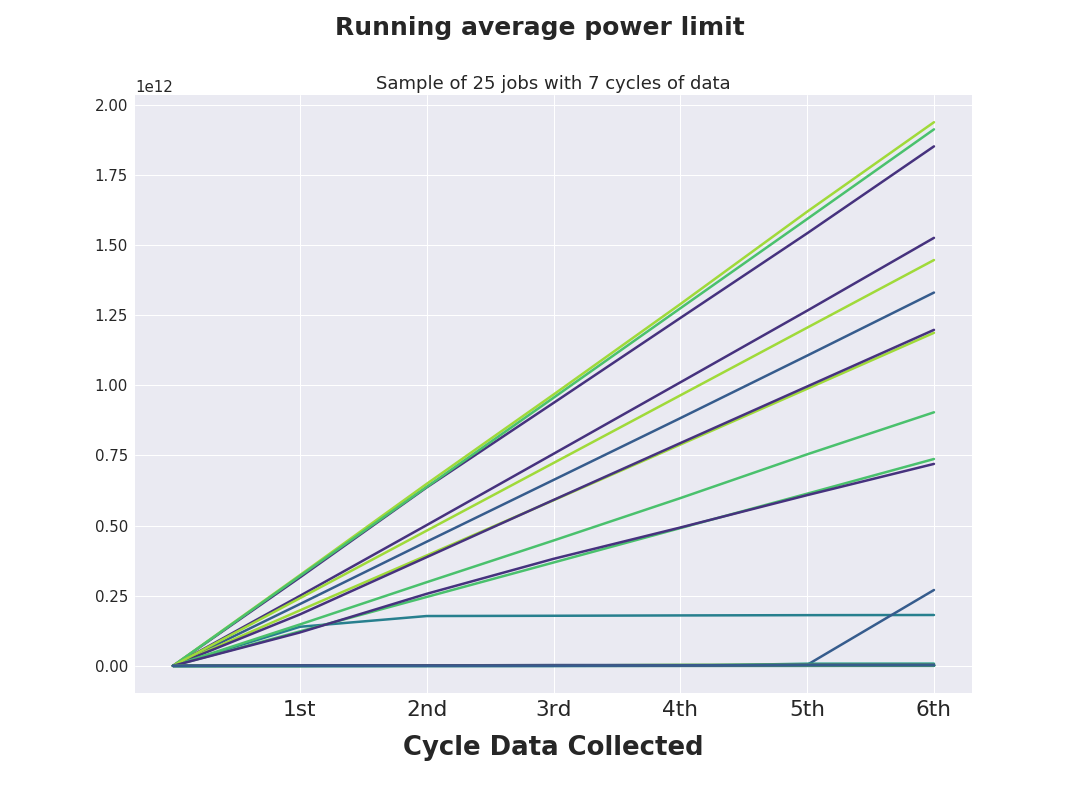 Running average power limit
Sample of 25 jobs with 7 cycles of data
1e12
2.00
1.75
1.50
1.25
1.00
0.75
0.50
0.25
0.00
1st 2nd 3rd 4th 5th 6th
Cycle Data Collected